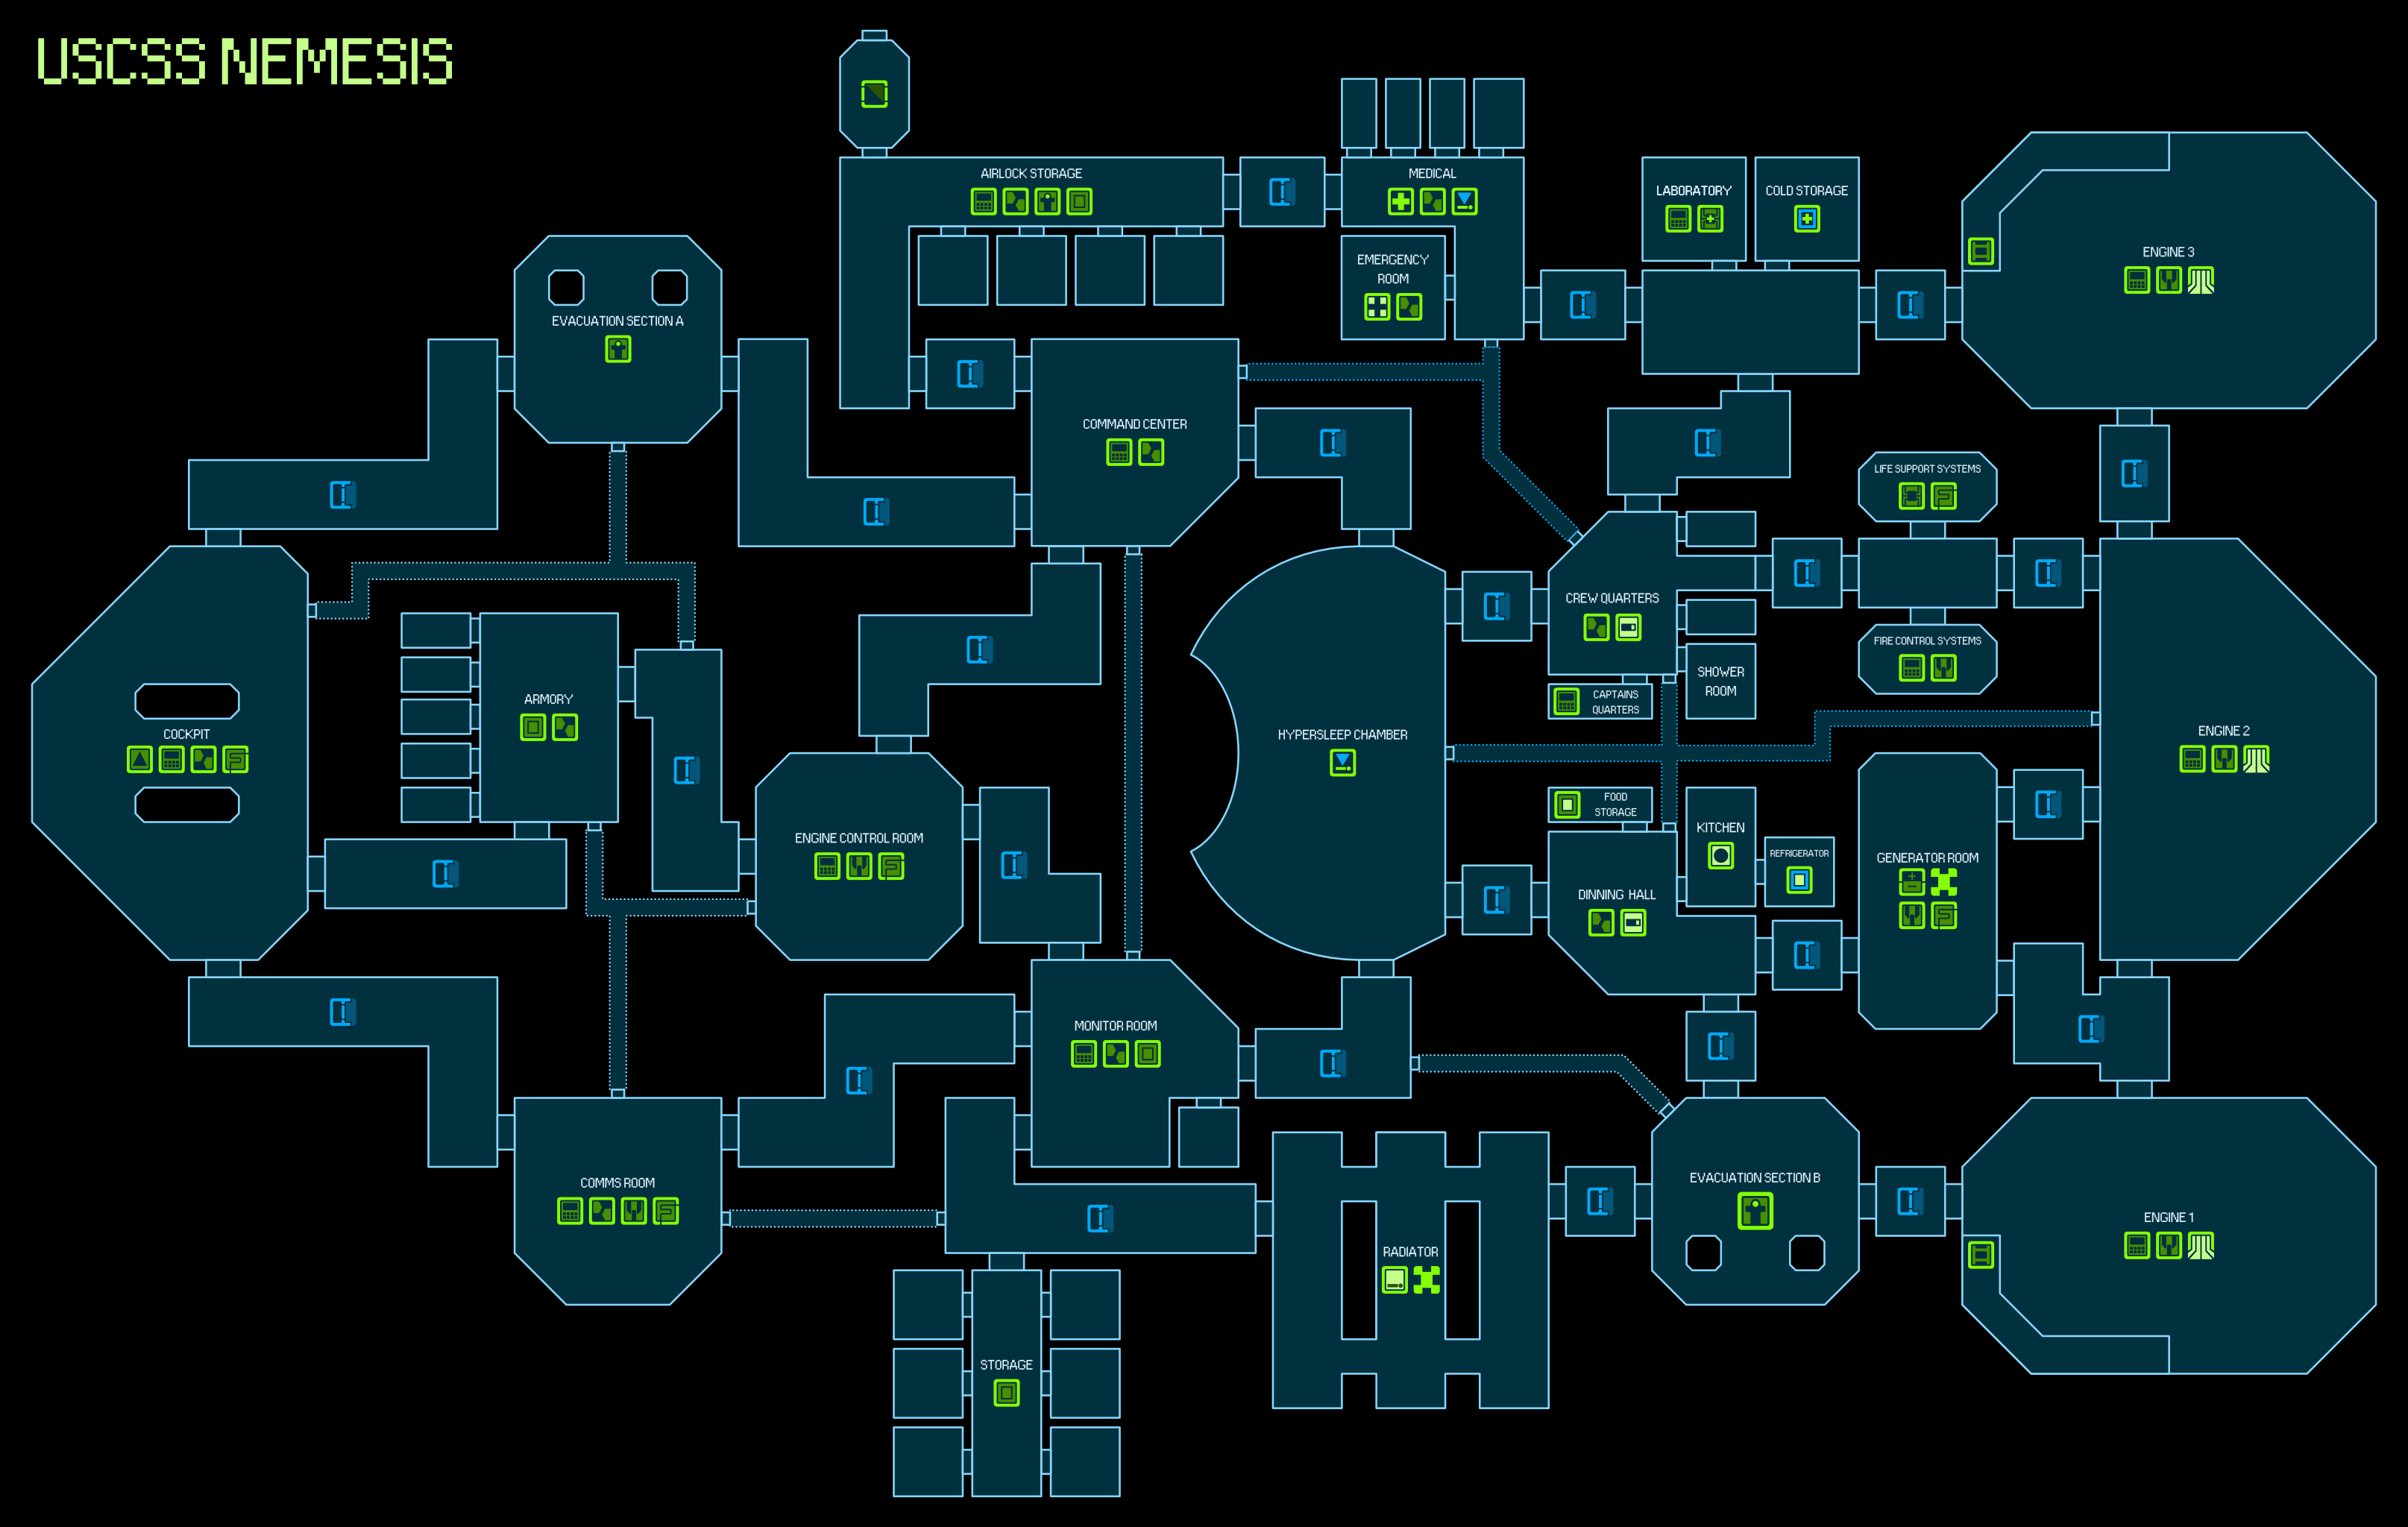 USCSS NEMESIS
AIRLOCK STORAGE
MEDICAL
LABORATORY
COLD STORAGE
EMERGENCY
ROOM
ENGINE 3
EVACUATION SECTION A
COMMAND CENTER
LIFE SUPPORT SYSTEMS
CREW QUARTERS
FIRE CONTROL SYSTEMS
SHOWER
ROOM
CAPTAINS
QUARTERS
ARMORY
COCKPIT
HYPERSLEEP CHAMBER
ENGINE 2
FOOD
STORAGE
KITCHEN
ENGINE CONTROL ROOM
REFRIGERATOR
GENERATOR ROOM
DINNING HALL
MONITOR ROOM
COMMS ROOM
EVACUATION SECTION B
ENGINE 1
RADIATOR
STORAGE